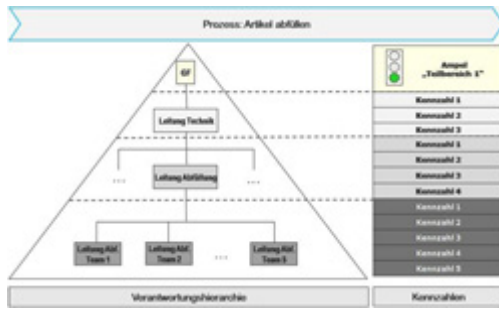 Prozess: Artikel abfüllen
GF
Ampel
„Teilbereich 1"
Kennzahl 1
Leitung Technik
Kennzahl 2
Kennzahl 3
Kennzahl 1
Kennzahl 2
... Leitung Abfüllung ...
Kennzahl 3
Kennzahl 4
Kennzahl 1
Kennzahl 2
Kennzahl 3
Kennzahl 4
Kennzahl 5
Leitung Abf.
Team 1
Leitung Abf.
Team 2
...
Leitung Abf.
Team 5
Verantwortungshierarchie
Kennzahlen